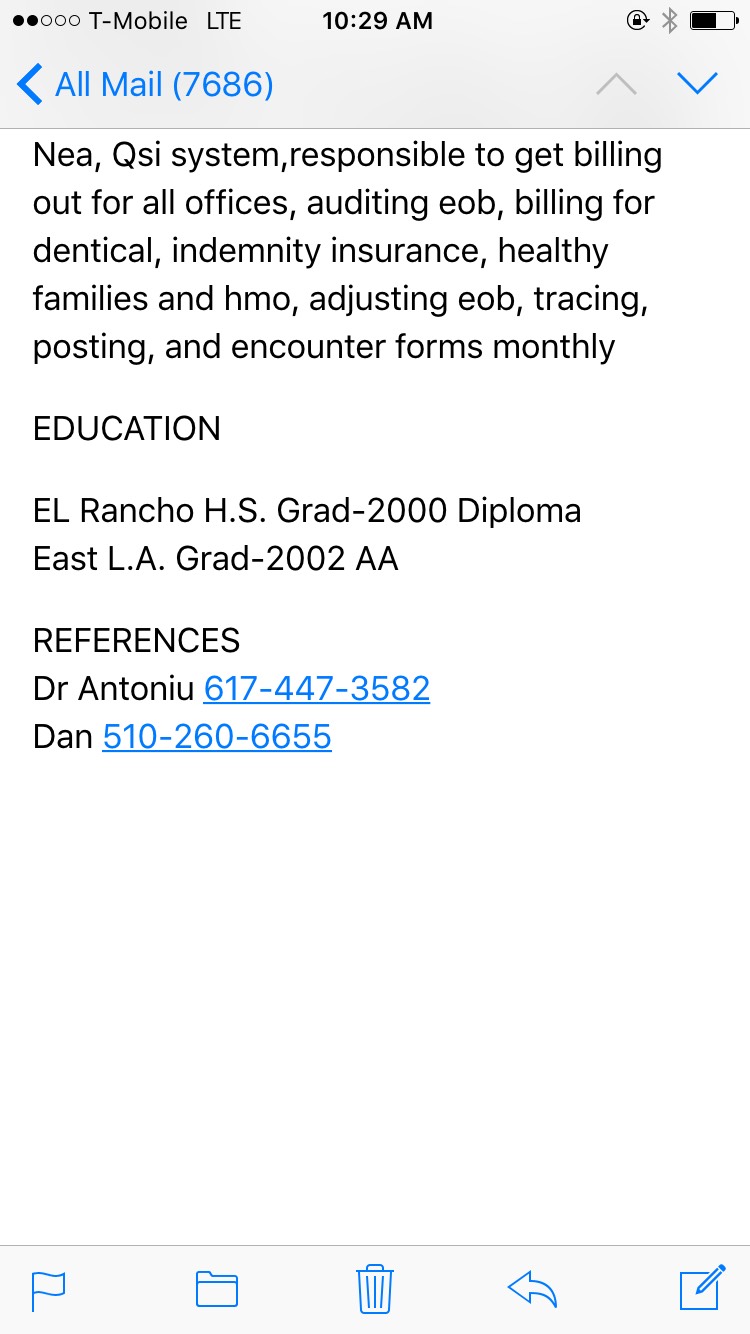 T-Mobile LTE 10:29 AM
All Mail (7686)
Nea, Qsi system,responsible to get billing
out for all offices, auditing eob, billing for
dentical, indemnity insurance, healthy
families and hmo, adjusting eob, tracing,
posting, and encounter forms monthly
EDUCATION
EL Rancho H.S. Grad-2000 Diploma
East L.A. Grad-2002 AA
REFERENCES
Dr Antoniu 617-447-3582
Dan 510-260-6655